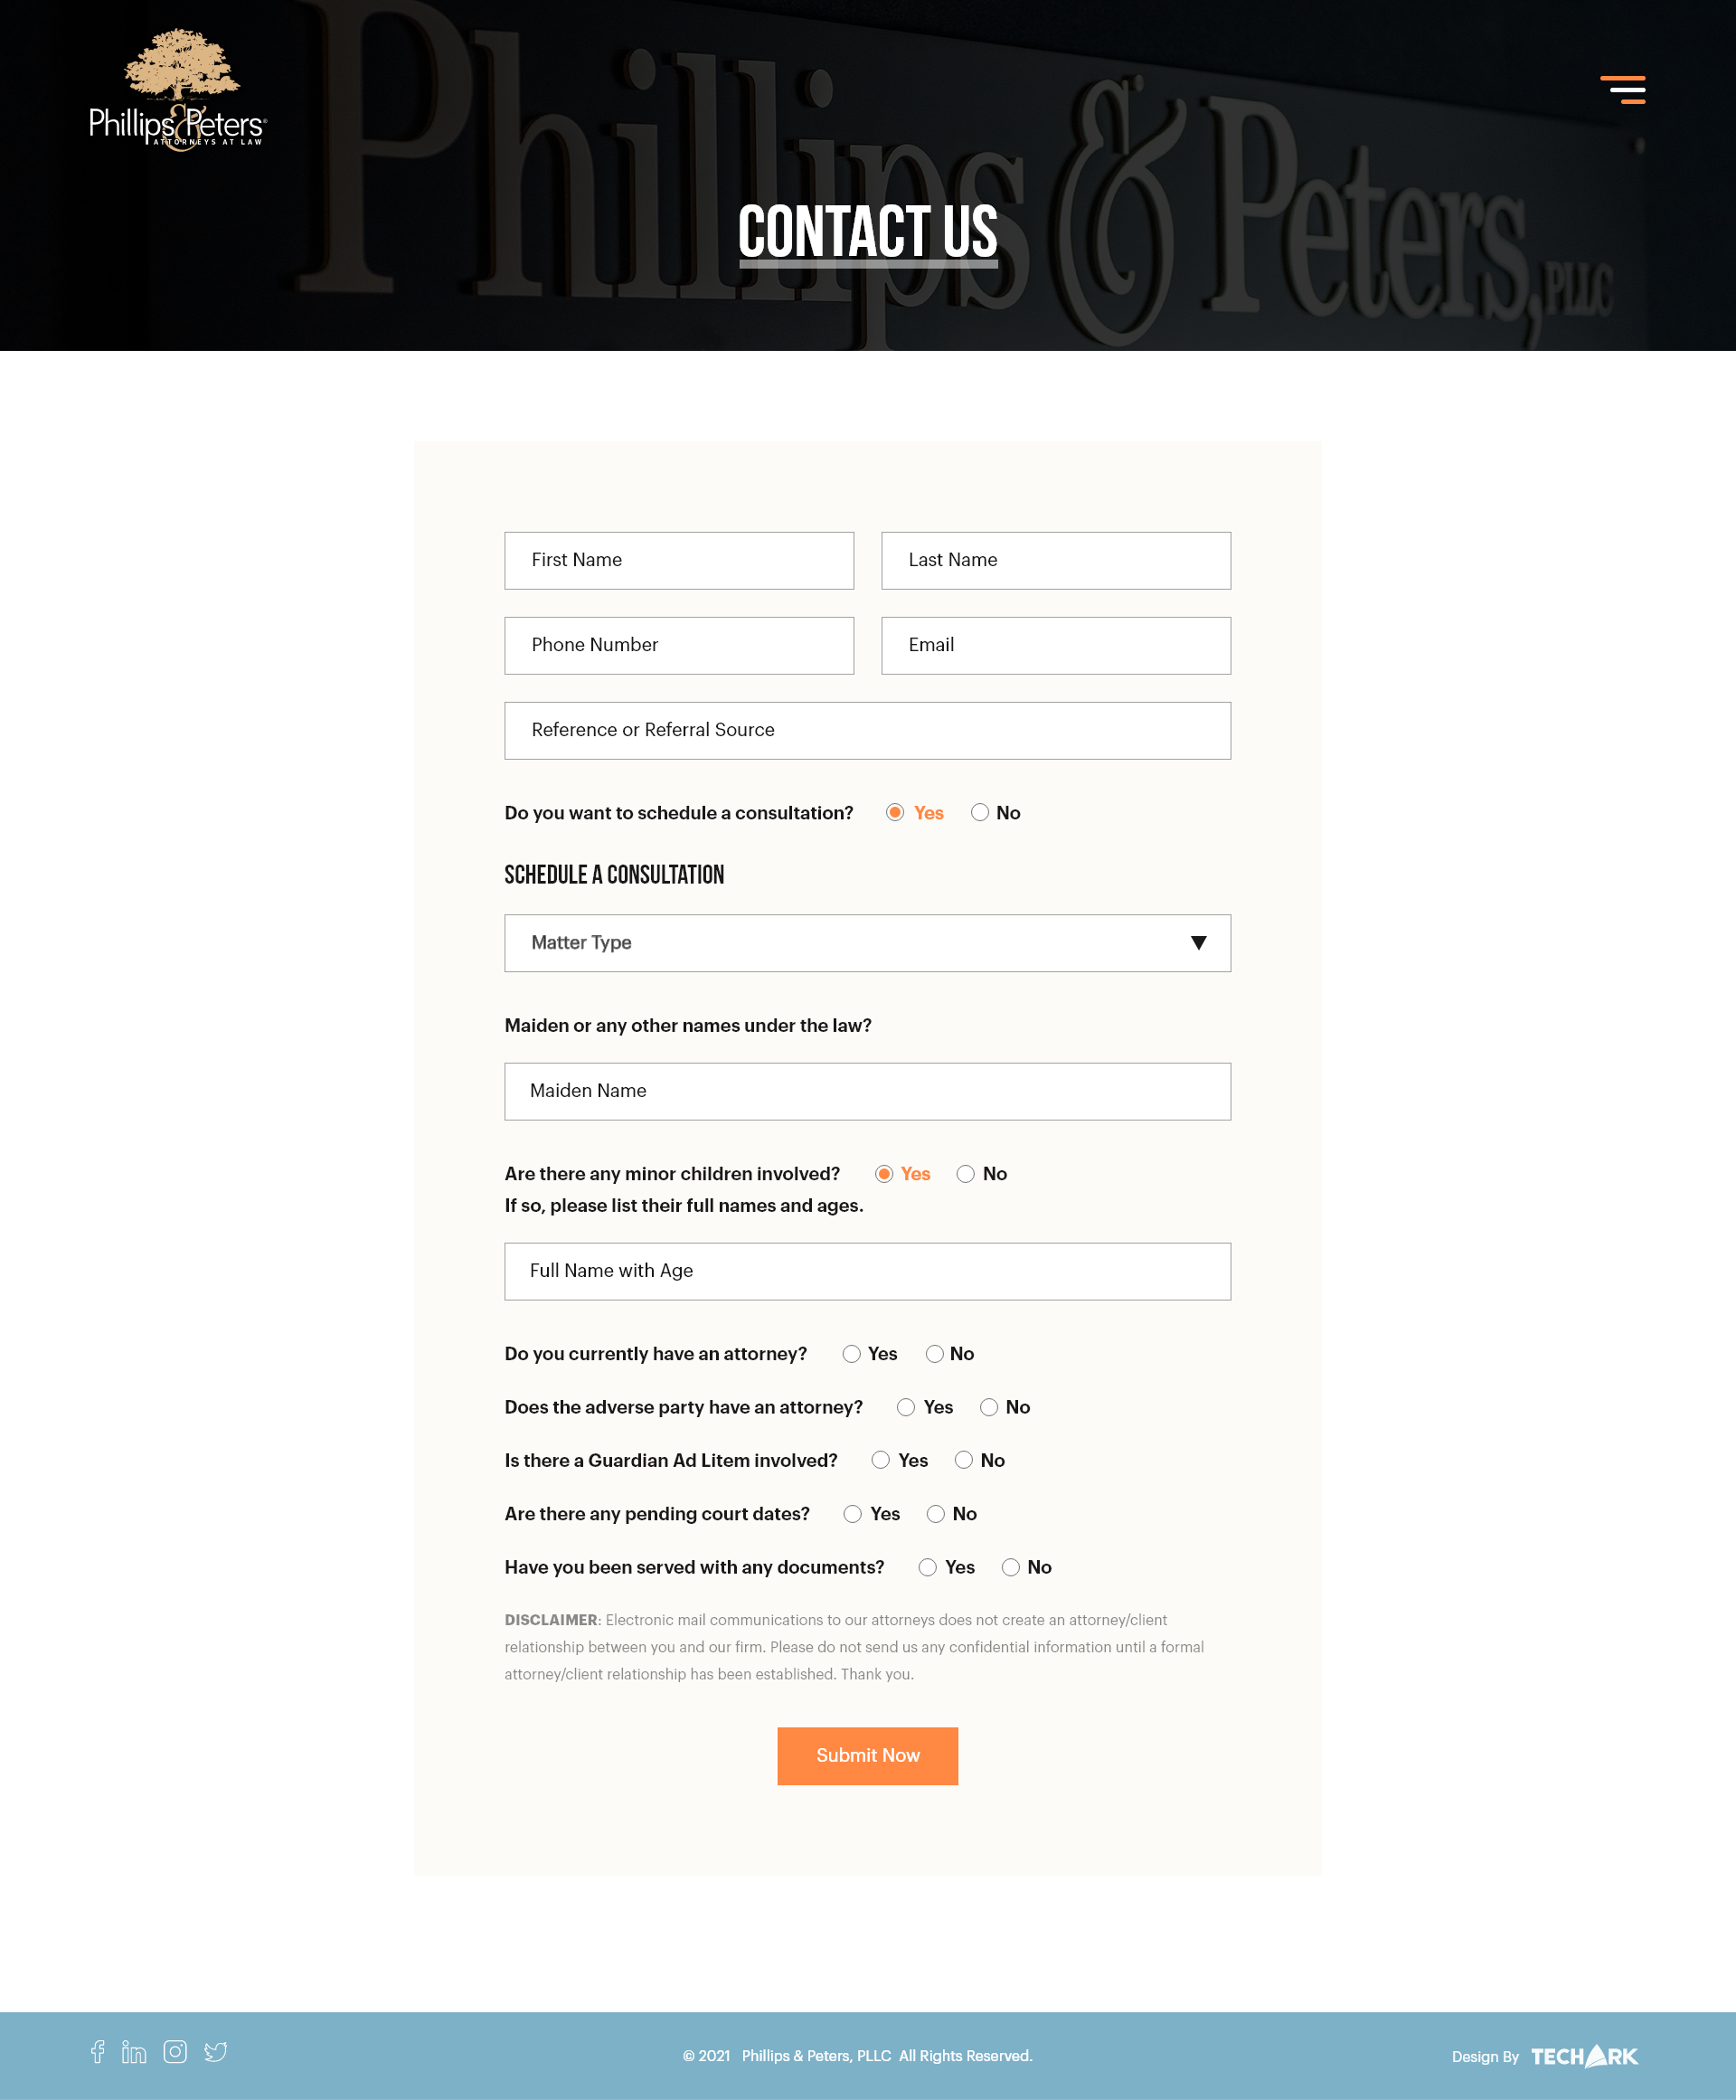 Phillips & Peters®
ATTORNEYS AT LAW
Phillips & Peters, PLLC
CONTACT US
First Name
Last Name
Phone Number
Email
Reference or Referral Source
Do you want to schedule a consultation? Yes No
SCHEDULE A CONSULTATION
Matter Type
Maiden or any other names under the law?
Maiden Name
Are there any minor children involved? Yes No
If so, please list their full names and ages.
Full Name with Age
Do you currently have an attorney? Yes No
Does the adverse party have an attorney? Yes No
Is there a Guardian Ad Litem involved? Yes No
Are there any pending court dates? Yes No
Have you been served with any documents? Yes No
DISCLAIMER: Electronic mail communications to our attorneys does not create an attorney/client
relationship between you and our firm. Please do not send us any confidential information until a formal
attorney/client relationship has been established. Thank you.
Submit Now
© 2021 Phillips & Peters, PLLC All Rights Reserved.
Design By TECHARK